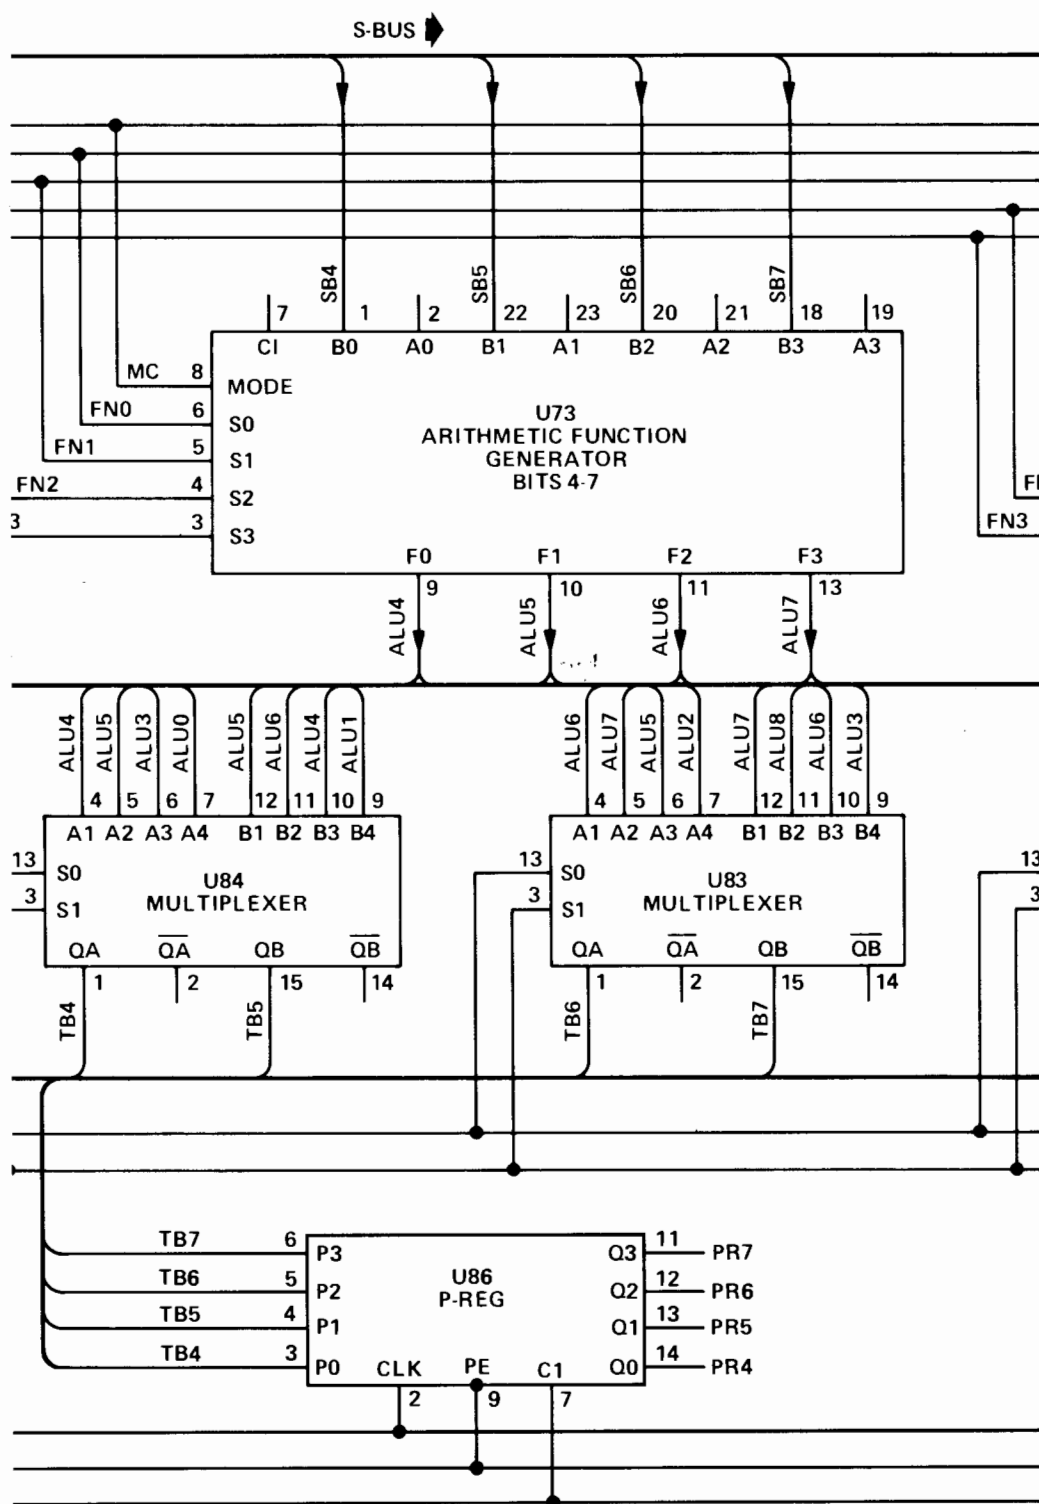 S-BUS
SB4 SB5 SB6 SB7
7 1 2 22 23 20 21 18 19
CI B0 A0 B1 A1 B2 A2 B3 A3
MC 8 MODE
FN0 6 S0
FN1 5 S1
FN2 4 S2
3 3 S3
U73
ARITHMETIC FUNCTION
GENERATOR
BITS 4-7
FN3
F0 F1 F2 F3
9 10 11 13
ALU4 ALU5 ALU6 ALU7
ALU4 ALU5 ALU3 ALU0 ALU5 ALU6 ALU4 ALU1
4 5 6 7 12 11 10 9
A1 A2 A3 A4 B1 B2 B3 B4
13 S0
3 S1
U84
MULTIPLEXER
QA QA QB QB
1 2 15 14
TB4 TB5
ALU6 ALU7 ALU5 ALU2 ALU7 ALU8 ALU6 ALU3
4 5 6 7 12 11 10 9
A1 A2 A3 A4 B1 B2 B3 B4
13 S0
3 S1
U83
MULTIPLEXER
QA QA QB QB
1 2 15 14
TB6 TB7
13
3
TB7 6 P3
TB6 5 P2
TB5 4 P1
TB4 3 P0
U86
P-REG
Q3 11 PR7
Q2 12 PR6
Q1 13 PR5
Q0 14 PR4
CLK PE C1
2 9 7